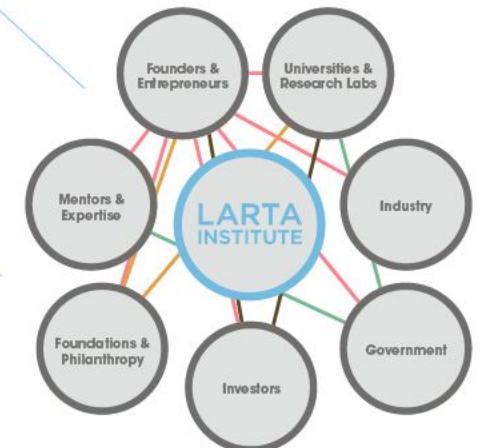 Founders &
Entrepreneurs
Universities &
Research Labs
Mentors &
Expertise
LARTA
INSTITUTE
Industry
Foundations &
Philanthropy
Investors
Government